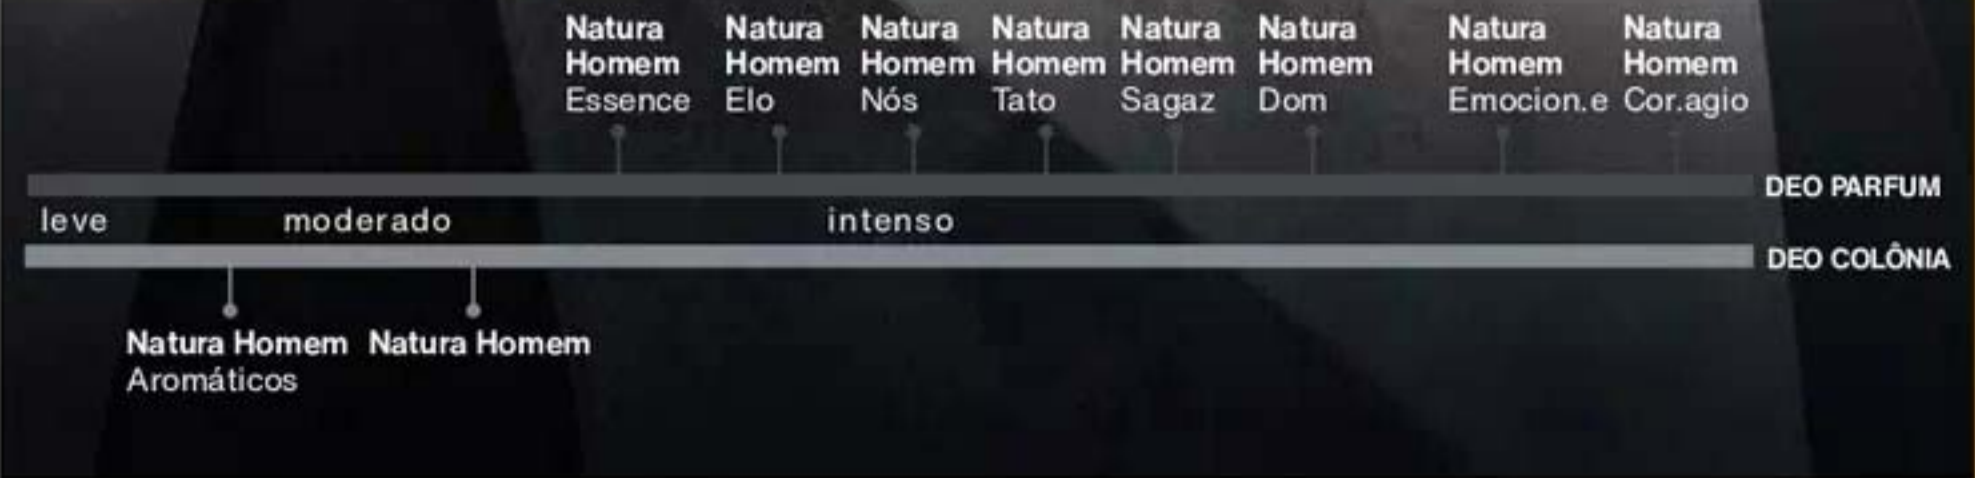 Natura Homem Essence
Natura Homem Elo
Natura Homem Nós
Natura Homem Tato
Natura Homem Sagaz
Natura Homem Dom
Natura Homem Emocion.e
Natura Homem Cor.agio
DEO PARFUM
leve moderado intenso
DEO COLÔNIA
Natura Homem Aromáticos
Natura Homem